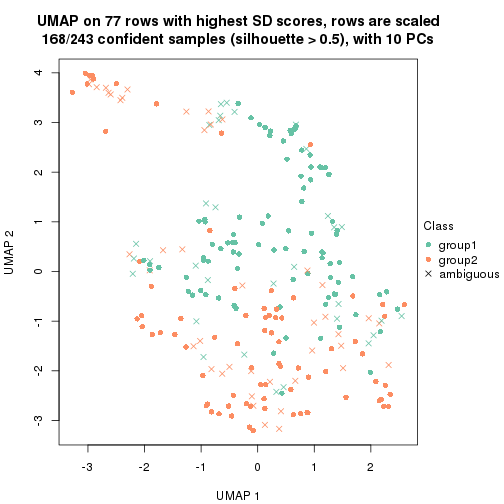 UMAP on 77 rows with highest SD scores, rows are scaled
168/243 confident samples (silhouette > 0.5), with 10 PCs
4
3
2
1
0
-1
-2
-3
UMAP 2
-3
-2
-1
0
1
2
UMAP 1
Class
group1
group2
ambiguous